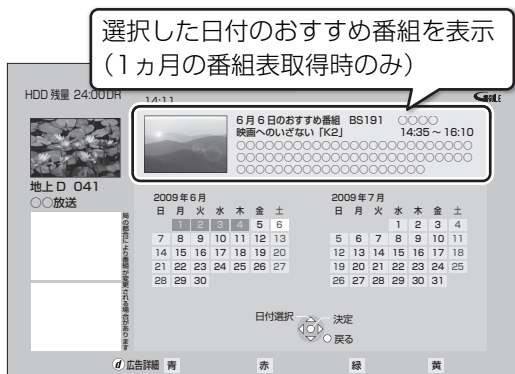 選択した日付のおすすめ番組を表示
(1ヵ月の番組表取得時のみ)
HDD 残量 24:00DR
14:11
6月6日のおすすめ番組 BS191 ○○○○
映画へのいざない「K2」 14:35~16:10
○○○○○○○○○○○○○○○○○○○○○○○○
○○○○○○○○○○○○○○○○○○○○○○○○
○○○○○○○○○○○○○○○○○○○
地上D 041
○○放送
局の都合により番組が変更される場合があります
2009年6月
日 月 火 水 木 金 土
1 2 3 4 5 6
7 8 9 10 11 12 13
14 15 16 17 18 19 20
21 22 23 24 25 26 27
28 29 30
2009年7月
日 月 火 水 木 金 土
1 2 3 4
5 6 7 8 9 10 11
12 13 14 15 16 17 18
19 20 21 22 23 24 25
26 27 28 29 30 31
日付選択 決定
戻る
d 広告詳細 青 赤 緑 黄